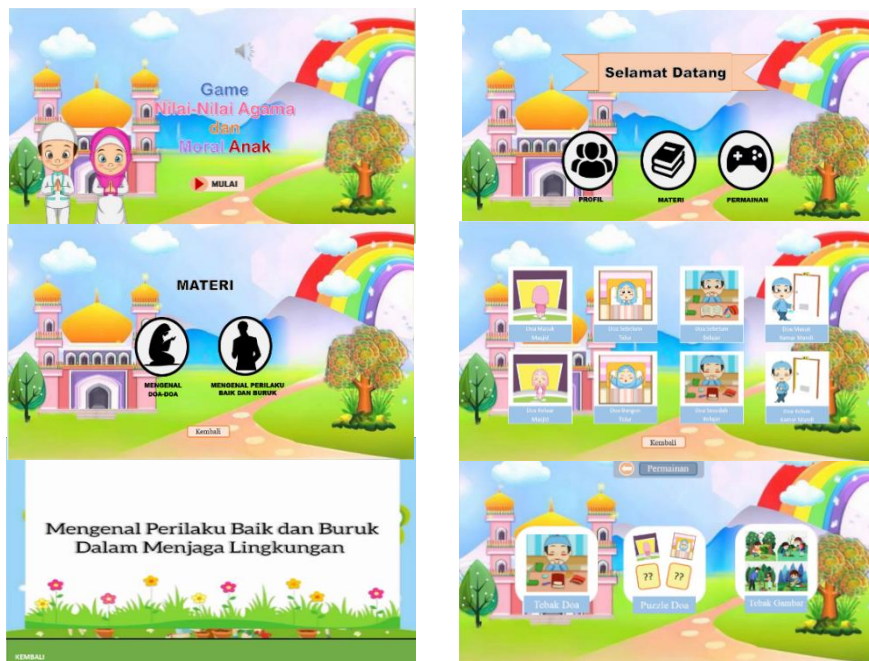 Game
Nilai-Nilai Agama
dan
Moral Anak
MULAI
Selamat Datang
PROFIL
MATERI
PERMAINAN
MATERI
MENGENAL
DOA-DOA
MENGENAL PERILAKU
BAIK DAN BURUK
Kembali
Doa Masuk
Masjid
Doa Sebelum
Tidur
Doa Sebelum
Belajar
Doa Masuk
Kamar Mandi
Doa Keluar
Masjid
Doa Bangun
Tidur
Doa Sesudah
Belajar
Doa Keluar
Kamar Mandi
Kembali
Mengenal Perilaku Baik dan Buruk
Dalam Menjaga Lingkungan
KEMBALI
Permainan
Tebak Doa
?? ??
Puzzle Doa
Tebak Gambar